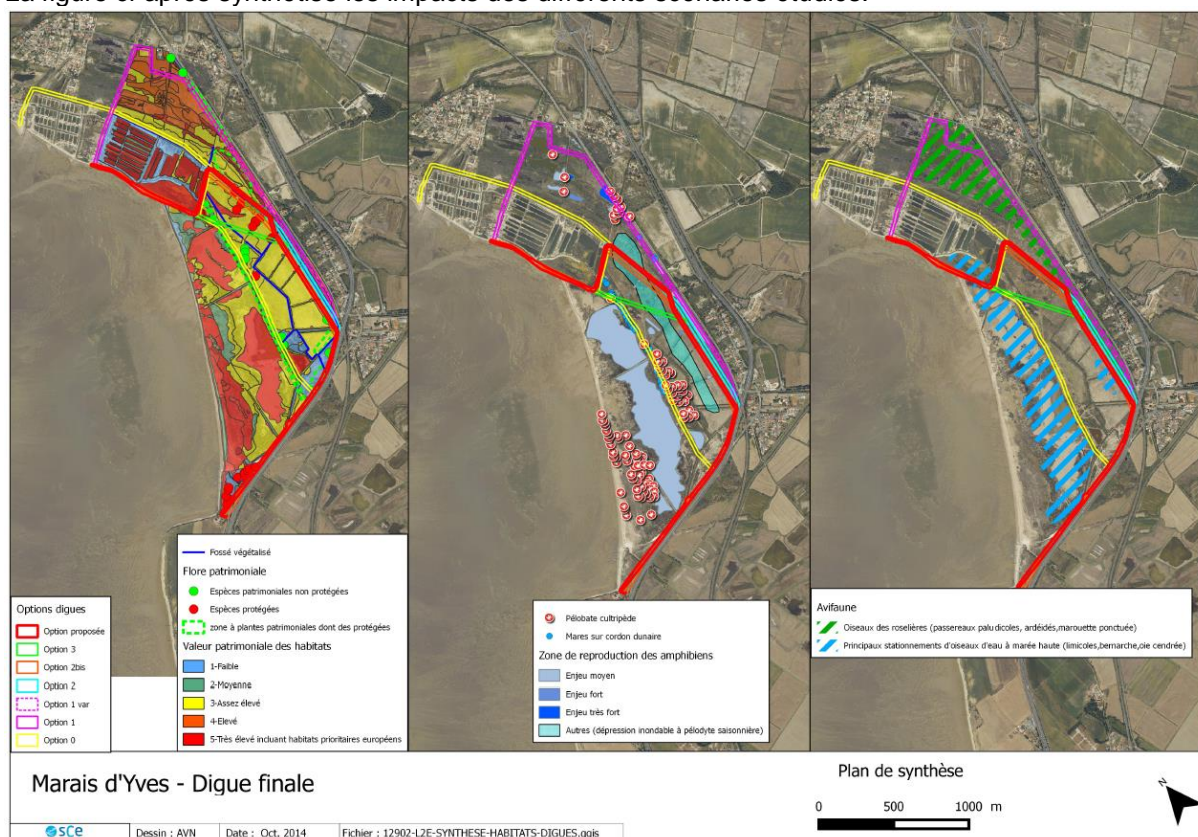 La figure ci-après synthétise les impacts des différents scénarios étudiés.
Options digues
Option proposée
Option 3
Option 2bis
Option 2
Option 1 var
Option 1
Option 0
Fossé végétalisé
Flore patrimoniale
Espèces patrimoniales non protégées
Espèces protégées
zone à plantes patrimoniales dont des protégées
Valeur patrimoniale des habitats
1-Faible
2-Moyenne
3-Assez élevé
4-Elevé
5-Très élevé incluant habitats prioritaires européens
Pélobate cultripède
Mares sur cordon dunaire
Zone de reproduction des amphibiens
Enjeu moyen
Enjeu fort
Enjeu très fort
Autres (dépression inondable à pélodyte saisonnière)
Avifaune
Oiseaux des roselières (passereaux paludicoles, ardéidés,marouette ponctuée)
Principaux stationnements d'oiseaux d'eau à marée haute (limicoles,bernarche,oie cendrée)
Marais d'Yves - Digue finale
Plan de synthèse
0 500 1000 m
N
sce
Dessin : AVN
Date : Oct. 2014
Fichier : 12902-L2E-SYNTHESE-HABITATS-DIGUES.qgis